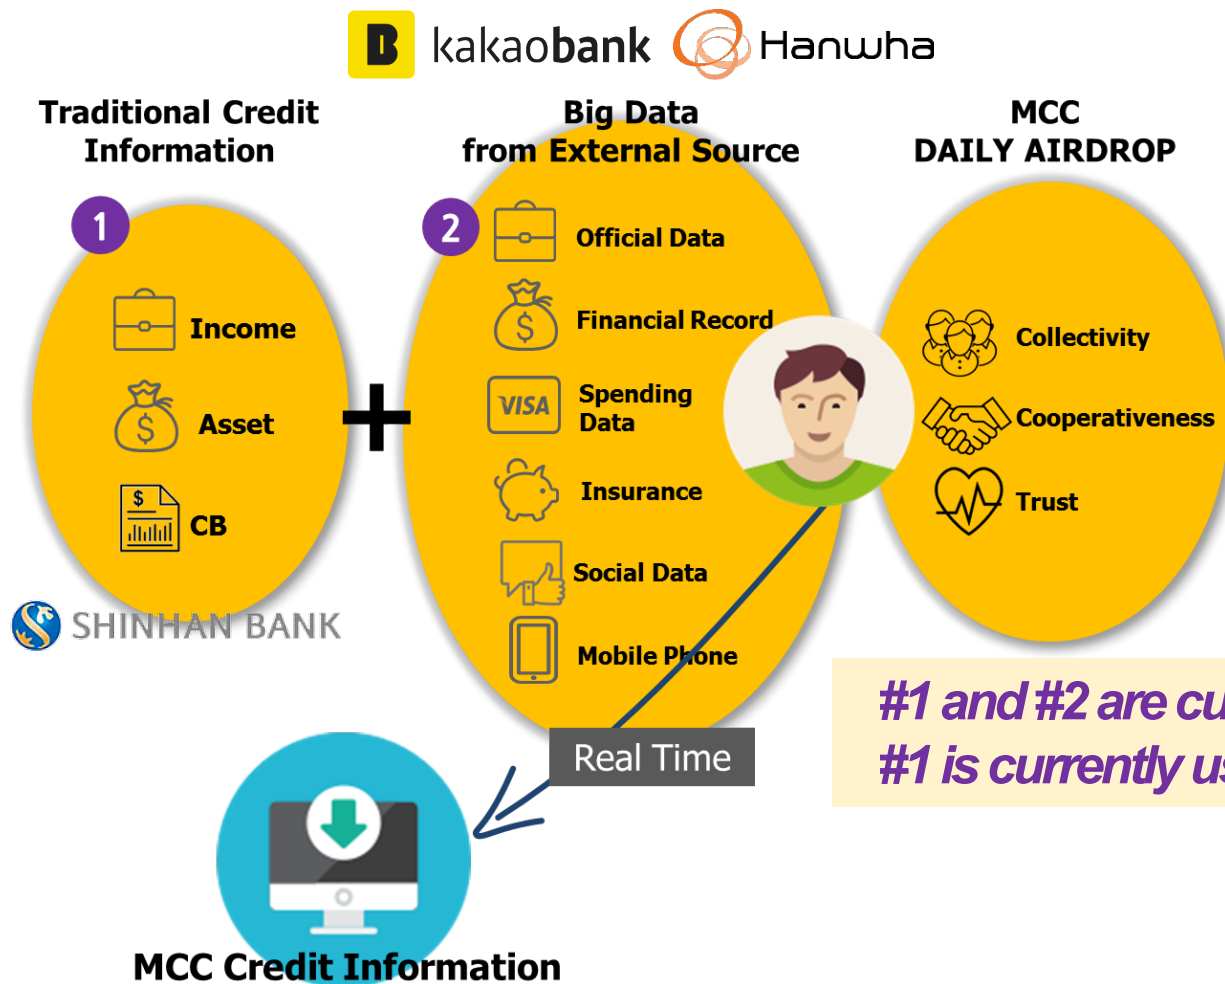 kakaobank
Hanwha
Traditional Credit
Information
1
Income
Asset
CB
SHINHAN BANK
Big Data
from External Source
2
Official Data
Financial Record
VISA
Spending
Data
Insurance
Social Data
Mobile Phone
MCC
DAILY AIRDROP
Collectivity
Cooperativeness
Trust
#1 and #2 are
#1 is currently
Real Time
MCC Credit Information